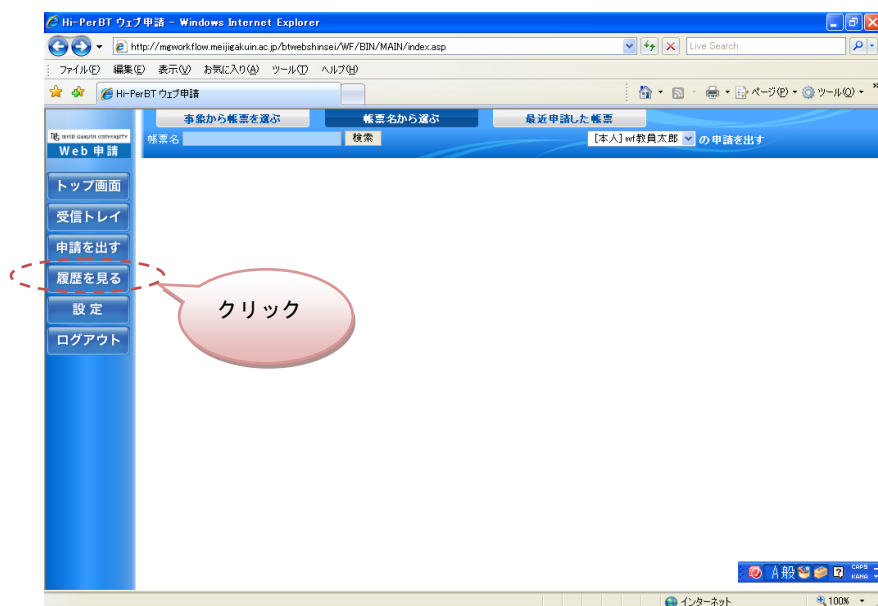 Hi-PerBT ウェブ申請 - Windows Internet Explorer
http://mgworkflow.meijigakuin.ac.jp/btwebshinsei/WF/BIN/MAIN/index.asp
Live Search
ファイル(F) 編集(E) 表示(V) お気に入り(A) ツール(T) ヘルプ(H)
Hi-PerBT ウェブ申請
ページ(P) ツール(O)
事象から帳票を選ぶ 帳票名から選ぶ 最近申請した帳票
MEIJI GAKUIN UNIVERSITY
Web 申請
帳票名 検索 [本人] wf教員太郎 の申請を出す
トップ画面
受信トレイ
申請を出す
履歴を見る
クリック
設定
ログアウト
A 般 CAPS
KANA
インターネット 100%